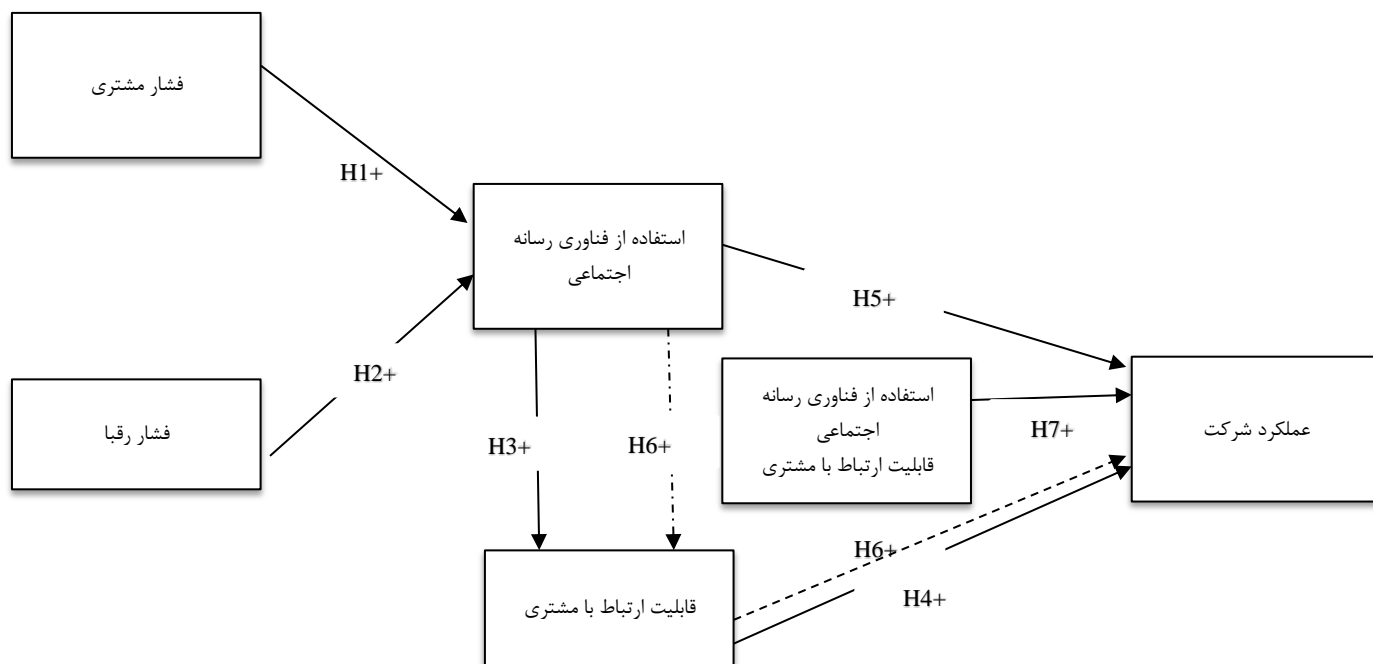 فشار مشتری
H1+
استفاده از فناوری رسانه
اجتماعی
H5+
H2+
فشار رقبا
استفاده از فناوری رسانه
اجتماعی
قابلیت ارتباط با مشتری
H7+
عملکرد شرکت
H3+
H6+
H6+
H4+
قابلیت ارتباط با مشتری